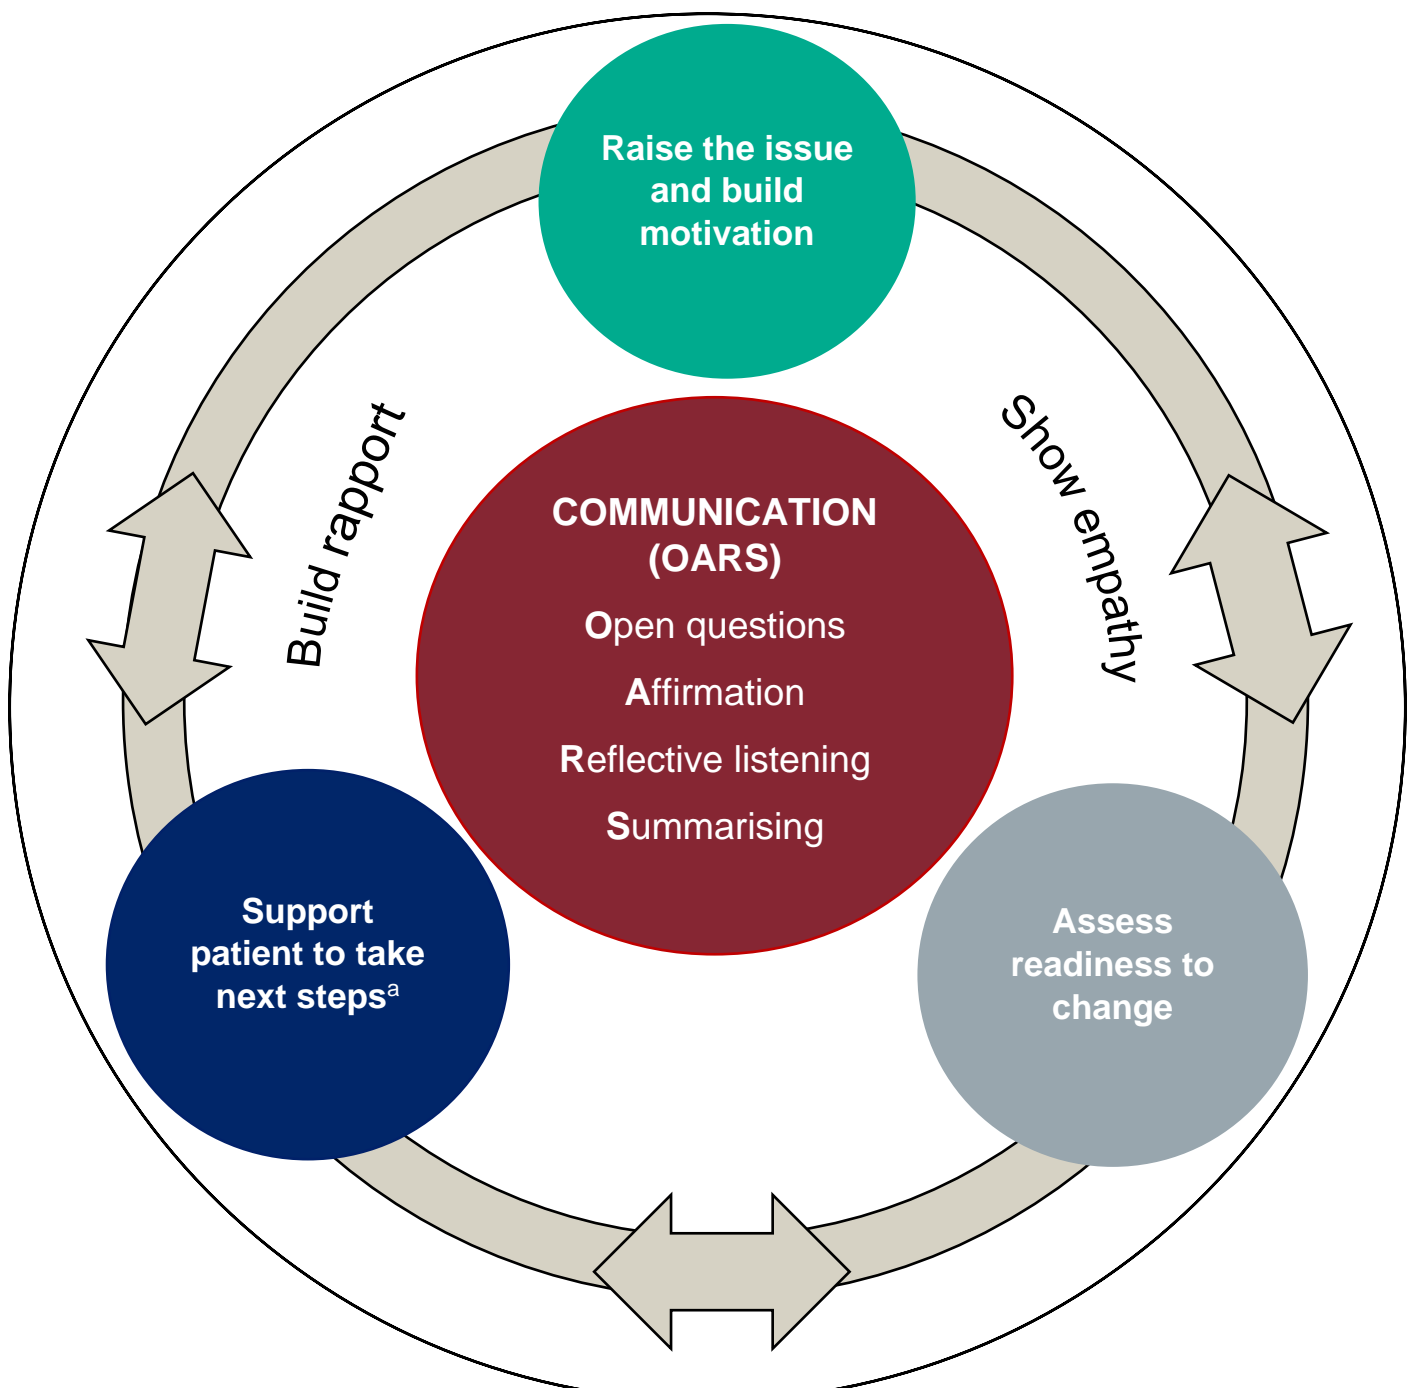 Raise the issue
and build
motivation
Build rapport
Show empathy
COMMUNICATION
(OARS)
Open questions
Affirmation
Reflective listening
Summarising
Support
patient to take
next stepsᵃ
Assess
readiness to
change